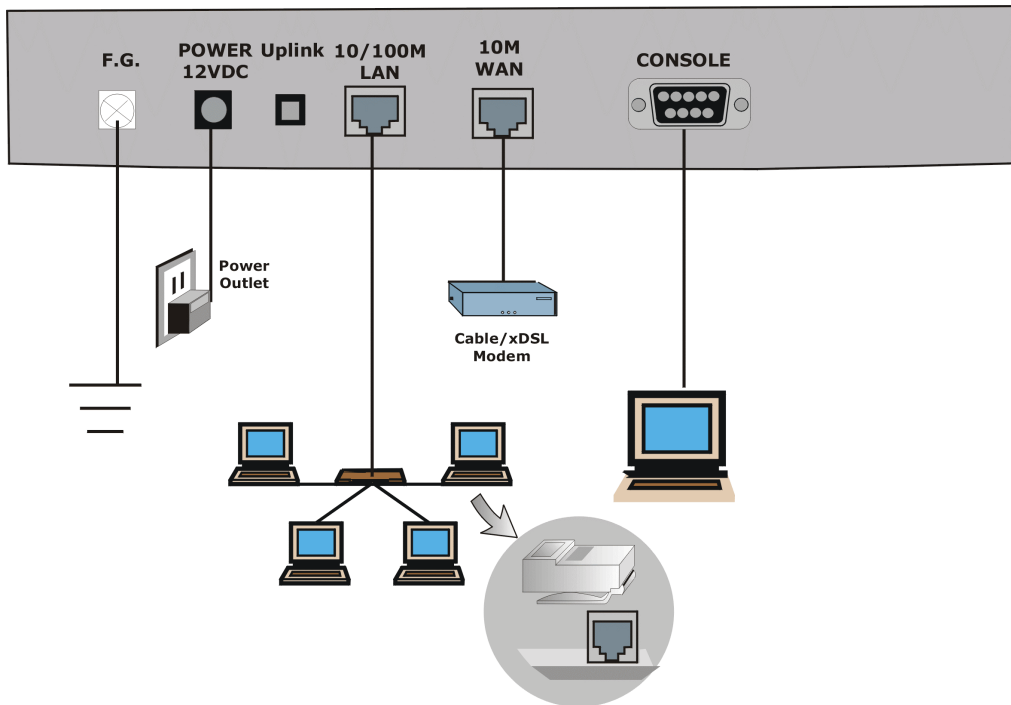 F.G.
POWER
12VDC
Uplink
10/100M
LAN
10M
WAN
CONSOLE
Power
Outlet
Cable/xDSL
Modem